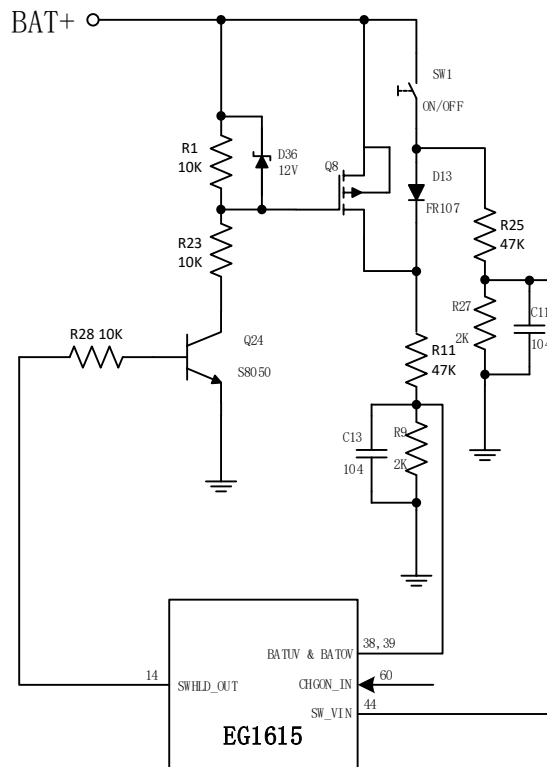 BAT+
SW1
ON/OFF
R1
10K
D36
12V
Q8
D13
FR107
R25
47K
R23
10K
R27
2K
C11
104
R28 10K
Q24
S8050
R11
47K
C13
104
R9
2K
BATUV & BATOV
38, 39
14
SWHLD_OUT
CHGON_IN
60
SW_VIN
44
EG1615